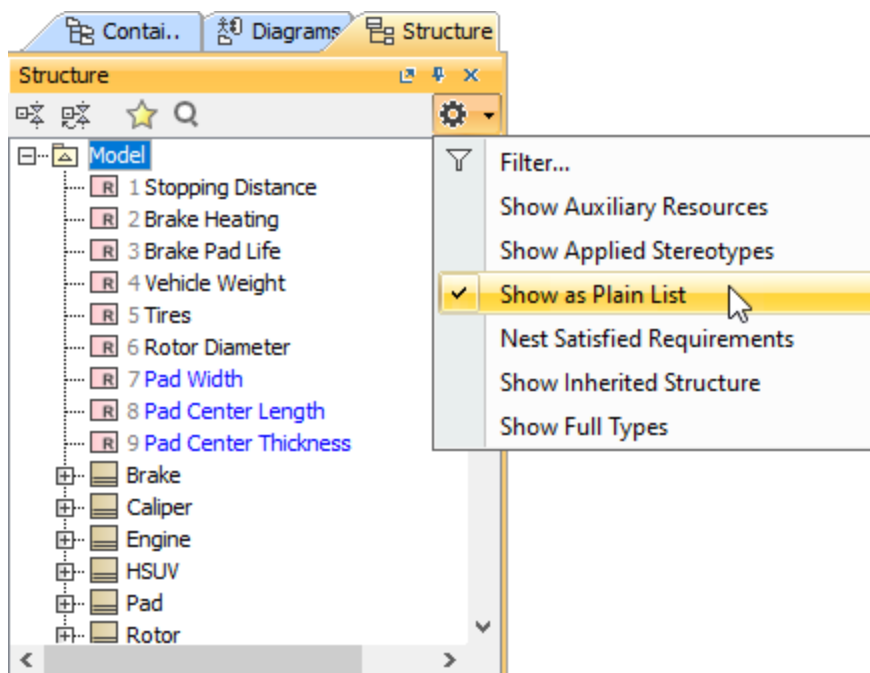 Contai.. Diagrams Structure
Structure
Model
R 1 Stopping Distance
R 2 Brake Heating
R 3 Brake Pad Life
R 4 Vehicle Weight
R 5 Tires
R 6 Rotor Diameter
R 7 Pad Width
R 8 Pad Center Length
R 9 Pad Center Thickness
Brake
Caliper
Engine
HSUV
Pad
Rotor
Filter...
Show Auxiliary Resources
Show Applied Stereotypes
Show as Plain List
Nest Satisfied Requirements
Show Inherited Structure
Show Full Types